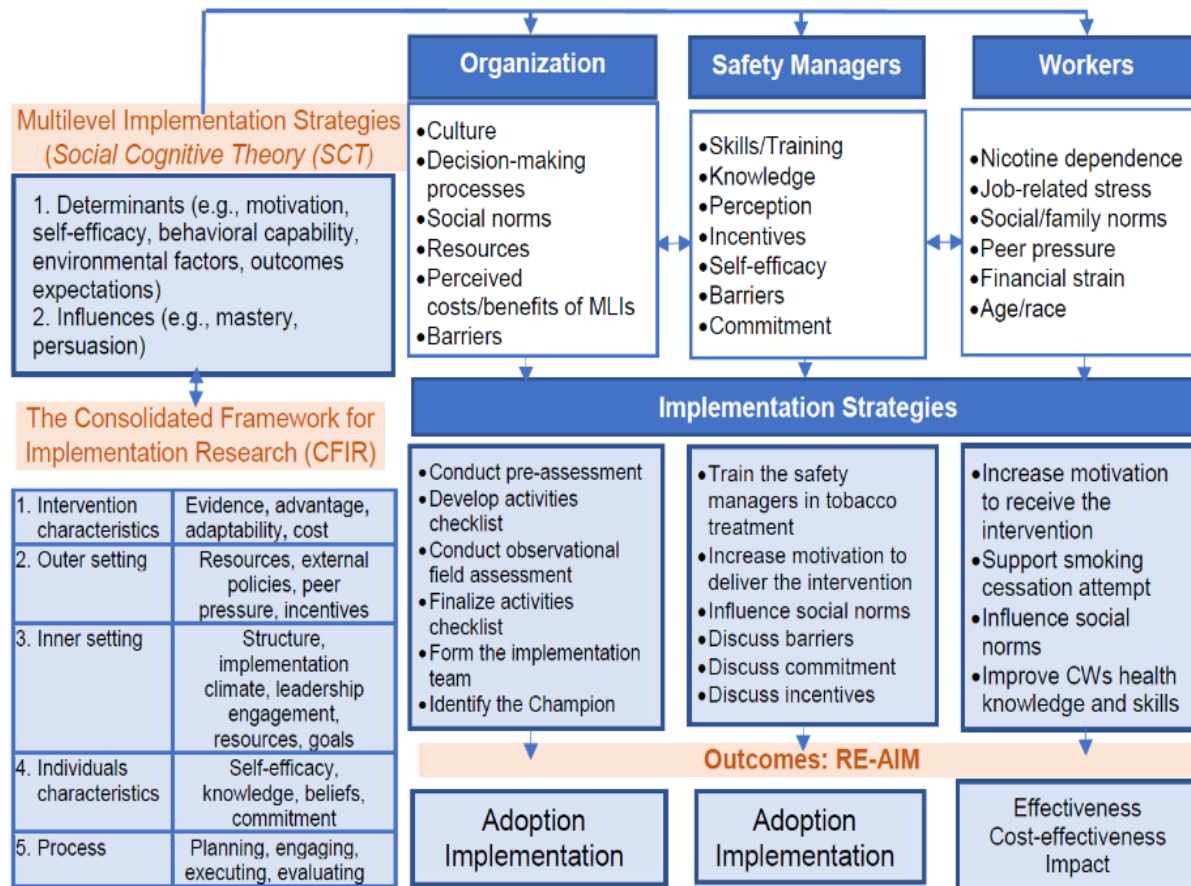 Organization
Safety Managers
Workers
Multilevel Implementation Strategies
(Social Cognitive Theory (SCT)
1. Determinants (e.g., motivation,
self-efficacy, behavioral capability,
environmental factors, outcomes
expectations)
2. Influences (e.g., mastery,
persuasion)
•Culture
•Decision-making
processes
•Social norms
•Resources
•Perceived
costs/benefits of MLIs
•Barriers
•Skills/Training
•Knowledge
•Perception
•Incentives
•Self-efficacy
•Barriers
•Commitment
•Nicotine dependence
•Job-related stress
•Social/family norms
•Peer pressure
•Financial strain
•Age/race
The Consolidated Framework for
Implementation Research (CFIR)
1. Intervention
characteristics
Evidence, advantage,
adaptability, cost
2. Outer setting
Resources, external
policies, peer
pressure, incentives
3. Inner setting
Structure,
implementation
climate, leadership
engagement,
resources, goals
4. Individuals
characteristics
Self-efficacy,
knowledge, beliefs,
commitment
5. Process
Planning, engaging,
executing, evaluating
Implementation Strategies
•Conduct pre-assessment
•Develop activities
checklist
•Conduct observational
field assessment
•Finalize activities
checklist
•Form the implementation
team
•Identify the Champion
•Train the safety
managers in tobacco
treatment
•Increase motivation to
deliver the intervention
•Influence social norms
•Discuss barriers
•Discuss commitment
•Discuss incentives
•Increase motivation
to receive the
intervention
•Support smoking
cessation attempt
•Influence social
norms
•Improve CWs health
knowledge and skills
Outcomes: RE-AIM
Adoption
Implementation
Adoption
Implementation
Effectiveness
Cost-effectiveness
Impact